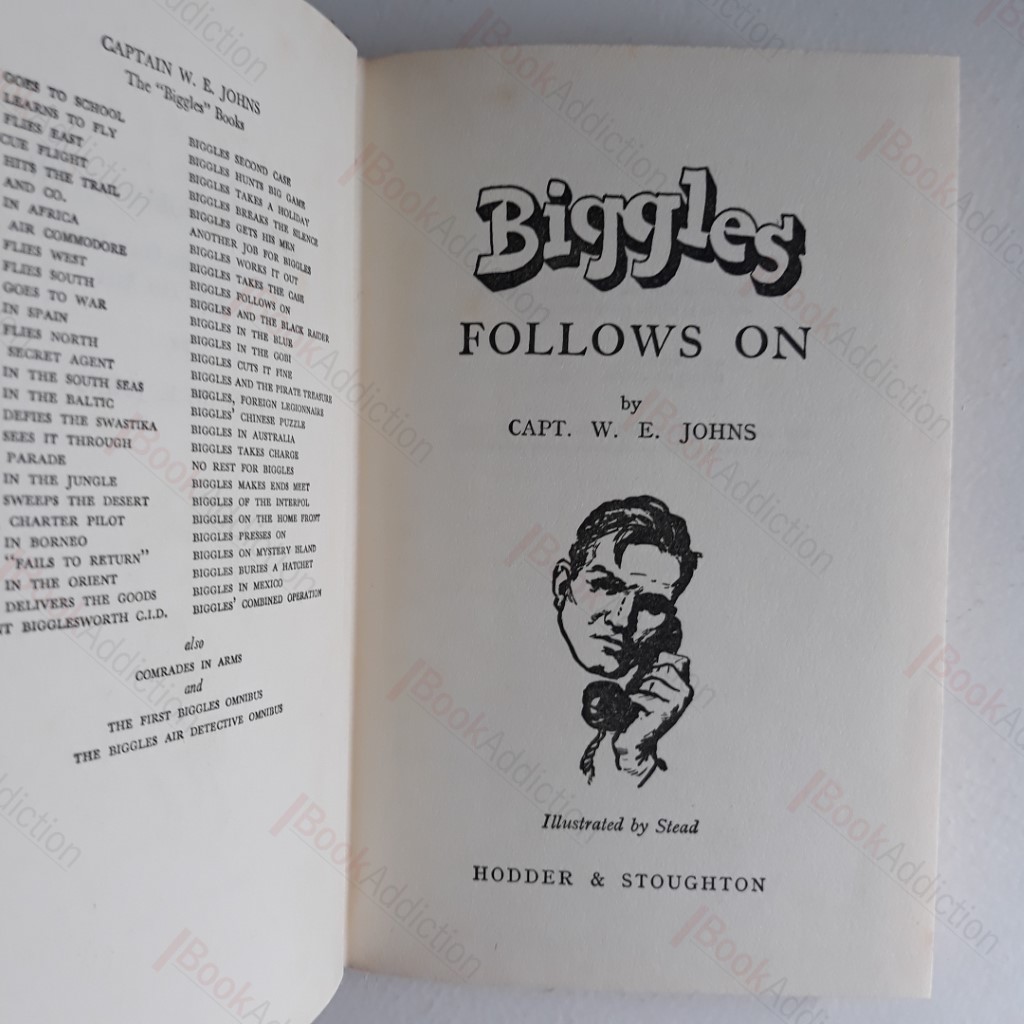 CAPTAIN W. E. JOHNS
The "Biggles" Books
GOES TO SCHOOL
LEARNS TO FLY
FLIES EAST
CUE FLIGHT
HITS THE TRAIL
AND CO.
IN AFRICA
AIR COMMODORE
FLIES WEST
FLIES SOUTH
GOES TO WAR
IN SPAIN
FLIES NORTH
SECRET AGENT
IN THE SOUTH SEAS
IN THE BALTIC
DEFIES THE SWASTIKA
SEES IT THROUGH
PARADE
IN THE JUNGLE
SWEEPS THE DESERT
CHARTER PILOT
IN BORNEO
"FAILS TO RETURN"
IN THE ORIENT
DELIVERS THE GOODS
NT BIGGLESWORTH C.I.D.
BIGGLES SECOND CASE
BIGGLES HUNTS BIG GAME
BIGGLES TAKES A HOLIDAY
BIGGLES BREAKS THE SILENCE
BIGGLES GETS HIS MEN
ANOTHER JOB FOR BIGGLES
BIGGLES WORKS IT OUT
BIGGLES TAKES THE CASE
BIGGLES FOLLOWS ON
BIGGLES AND THE BLACK RAIDER
BIGGLES IN THE BLUE
BIGGLES IN THE GOBI
BIGGLES CUTS IT FINE
BIGGLES AND THE PIRATE TREASURE
BIGGLES, FOREIGN LEGIONNAIRE
BIGGLES' CHINESE PUZZLE
BIGGLES IN AUSTRALIA
BIGGLES TAKES CHARGE
NO REST FOR BIGGLES
BIGGLES MAKES ENDS MEET
BIGGLES OF THE INTERPOL
BIGGLES ON THE HOME FRONT
BIGGLES PRESSES ON
BIGGLES ON MYSTERY ISLAND
BIGGLES BURIES A HATCHET
BIGGLES IN MEXICO
BIGGLES' COMBINED OPERATION
also
COMRADES IN ARMS
and
THE FIRST BIGGLES OMNIBUS
THE BIGGLES AIR DETECTIVE OMNIBUS
Biggles
FOLLOWS ON
by
CAPT. W. E. JOHNS
Illustrated by Stead
HODDER & STOUGHTON
BookAddiction